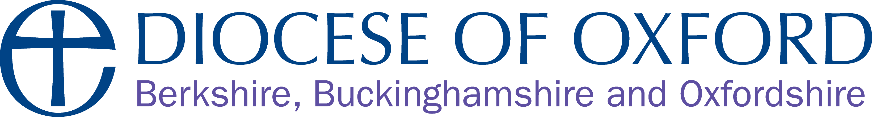 DIOCESE OF OXFORD
Berkshire, Buckinghamshire and Oxfordshire